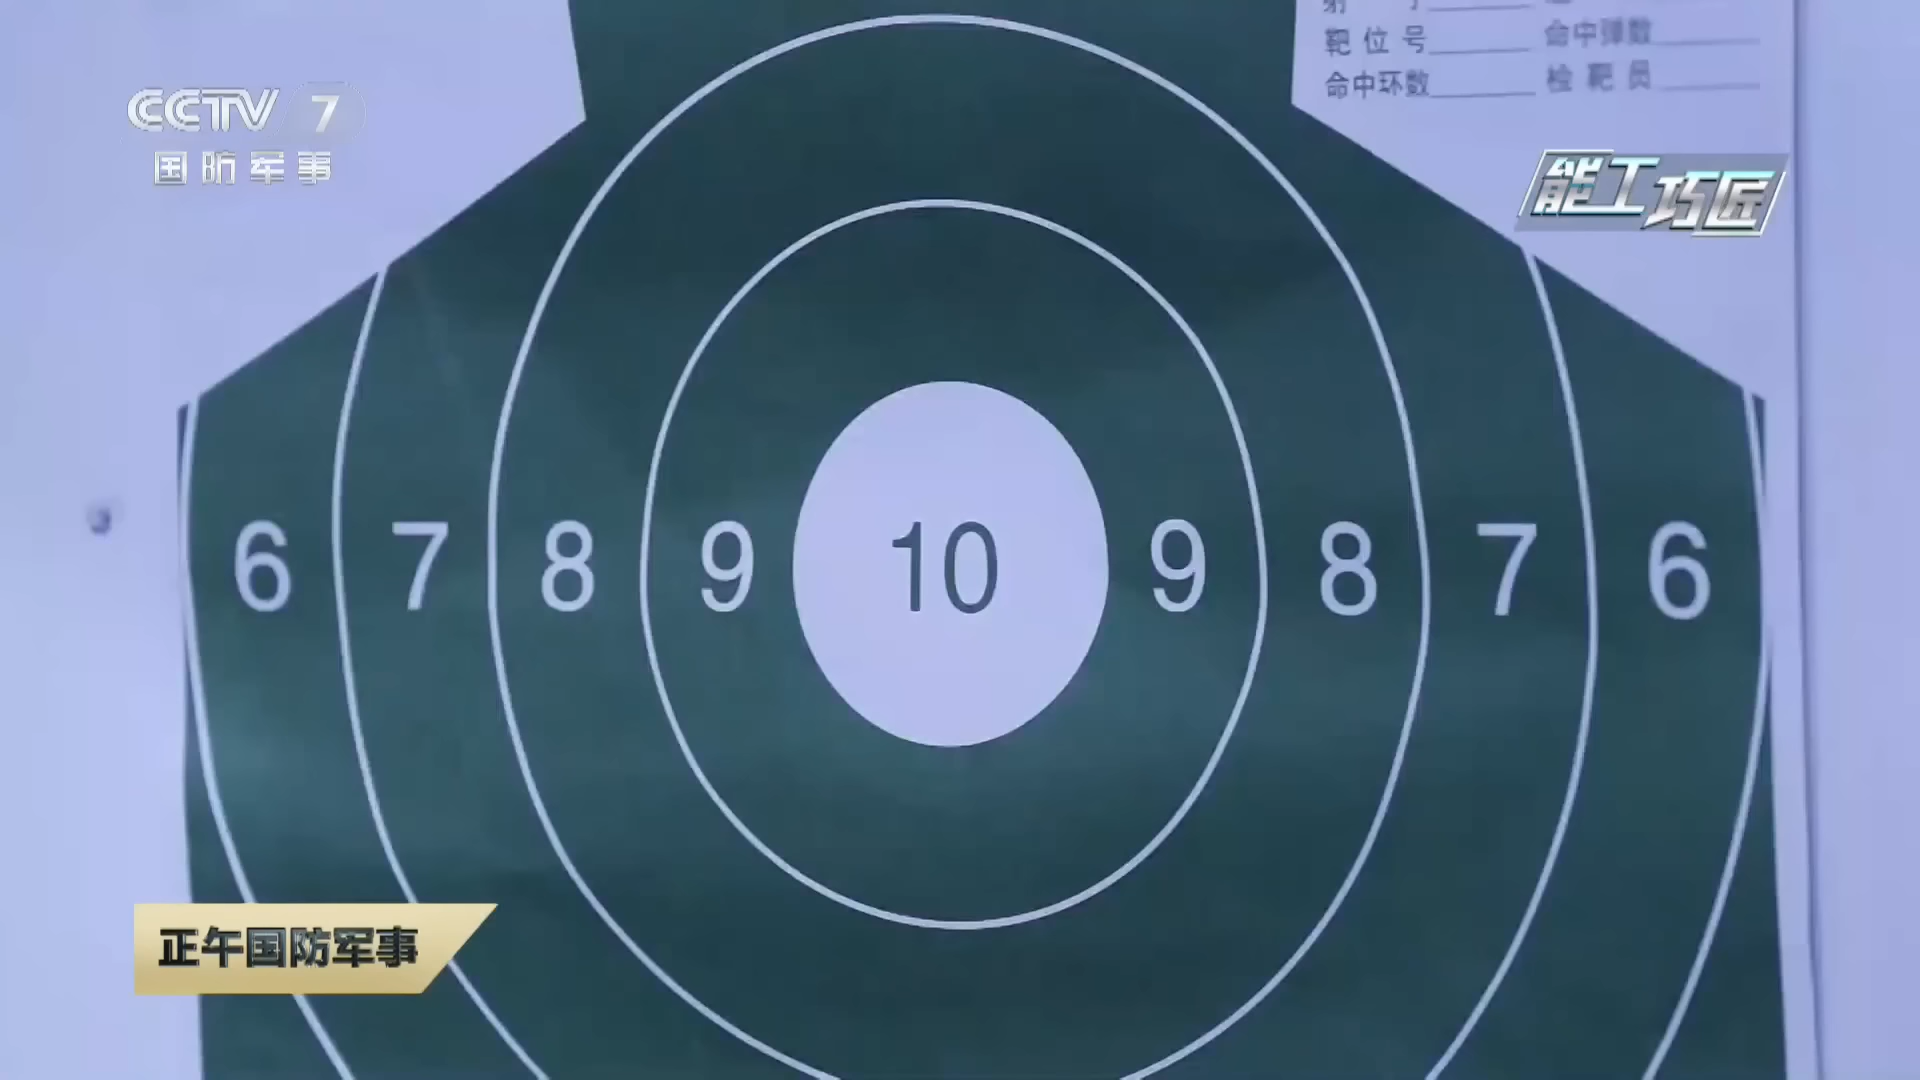 CCTV 7
国防军事
靶位号 命中弹数
命中环数 检靶员
能工巧匠
6 7 8 9 10 9 8 7 6
正午国防军事